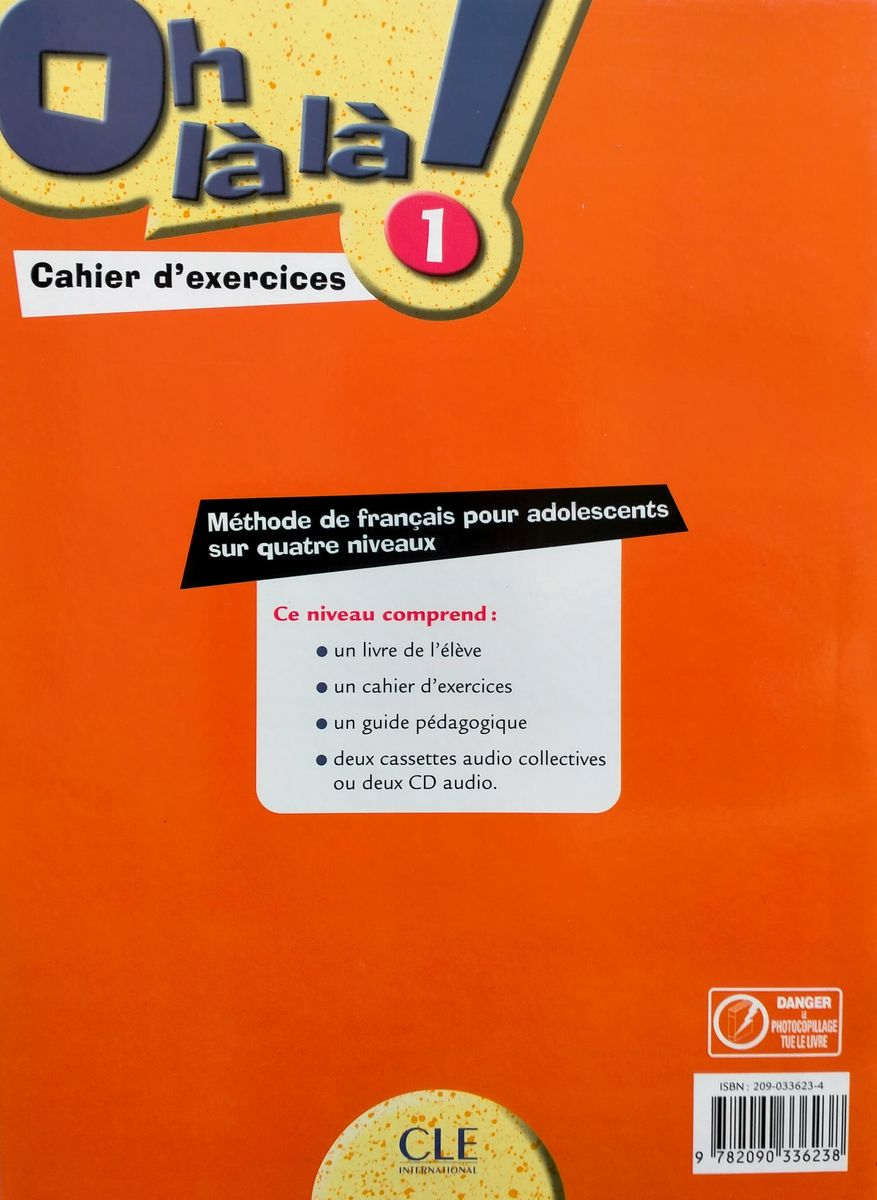 Oh
là là !
1
Cahier d'exercices
Méthode de français pour adolescents
sur quatre niveaux
Ce niveau comprend :
● un livre de l'élève
● un cahier d'exercices
● un guide pédagogique
● deux cassettes audio collectives
ou deux CD audio.
DANGER
LE
PHOTOCOPILLAGE
TUE LE LIVRE
ISBN : 209-033623-4
9 782090 336238
CLE
INTERNATIONAL